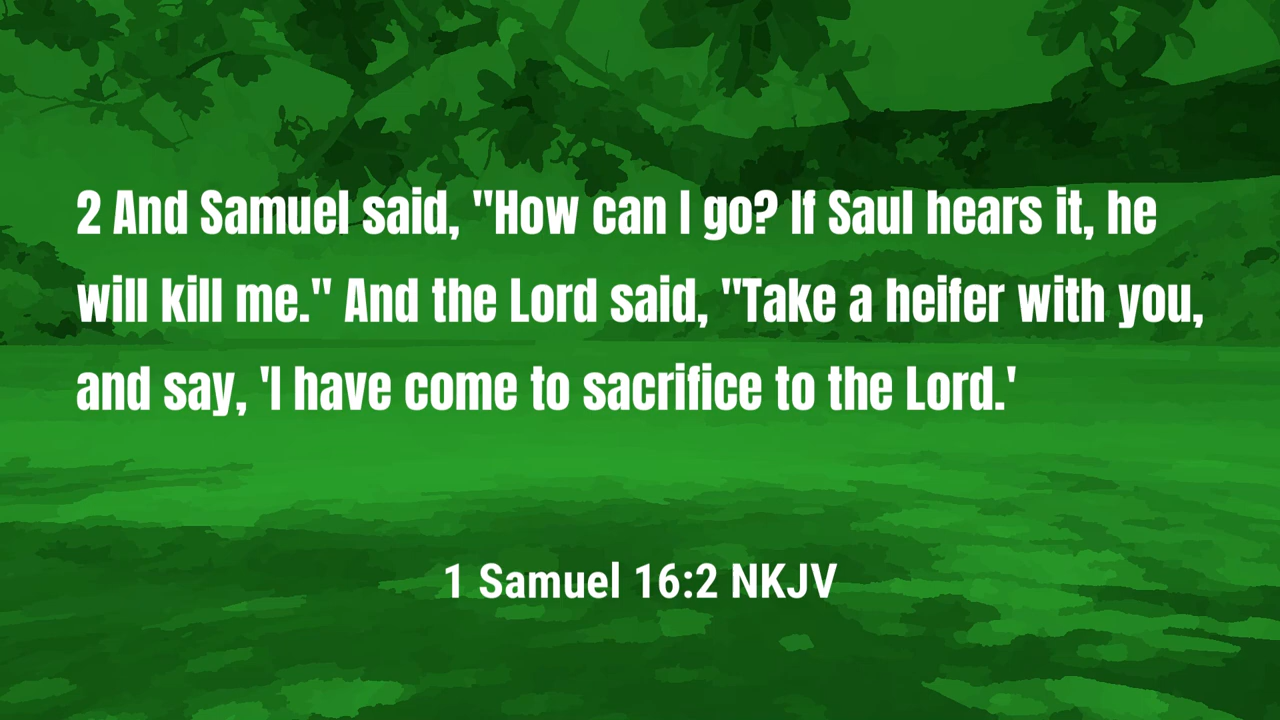 2 And Samuel said, "How can I go? If Saul hears it, he
will kill me." And the Lord said, "Take a heifer with you,
and say, 'I have come to sacrifice to the Lord.'
1 Samuel 16:2 NKJV